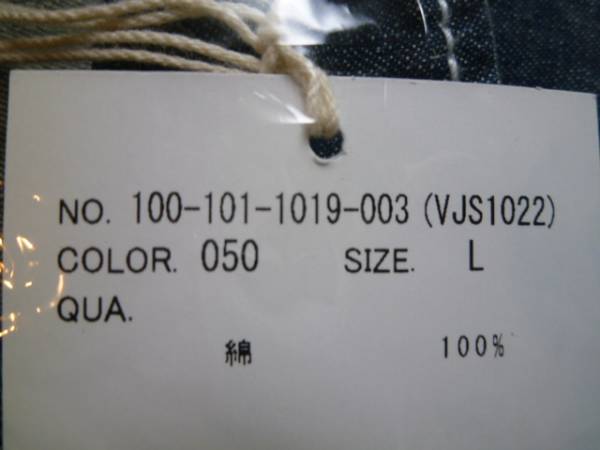 NO. 100-101-1019-003 (VJS1022)
COLOR. 050 SIZE. L
QUA.
綿 100%